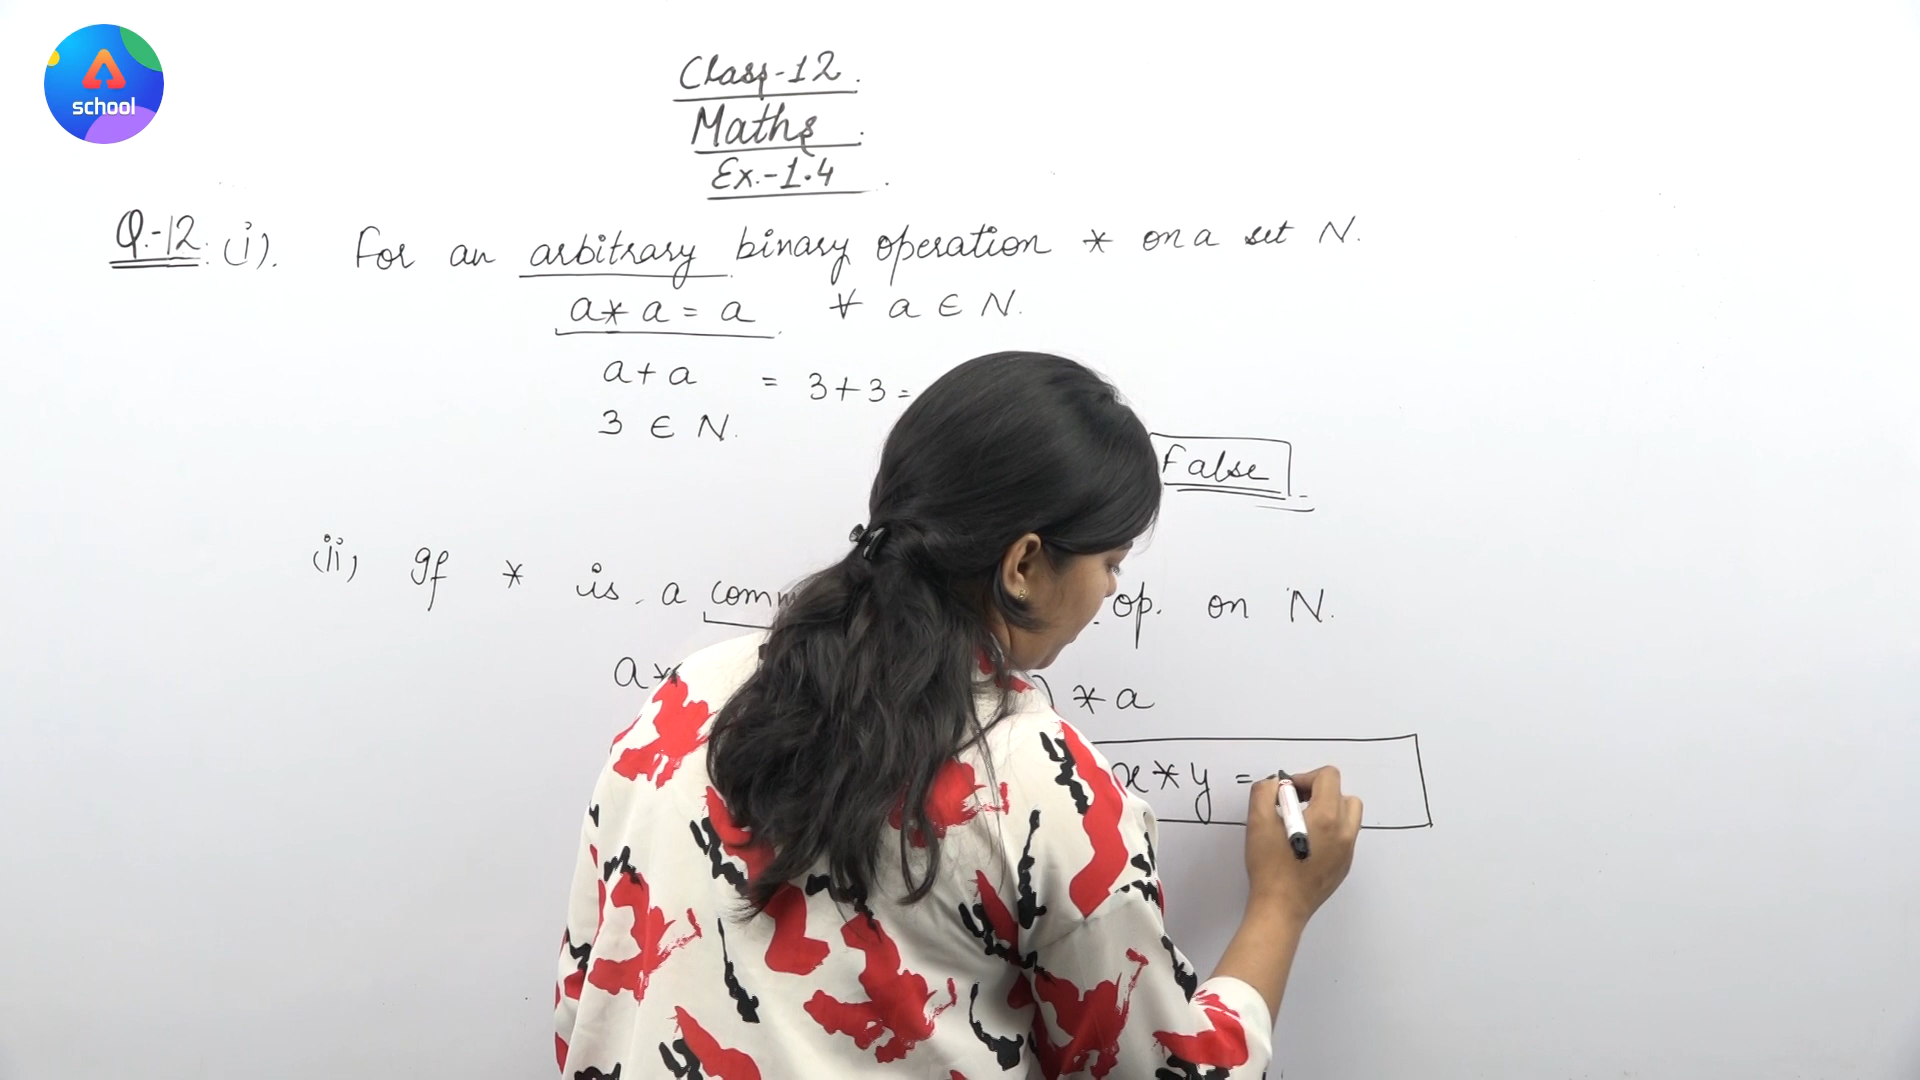 school
Class-12.
Maths
Ex.-1.4
Q.-12. (i). For an arbitrary binary operation * on a set N.
a * a = a ∀ a ∈ N.
a + a = 3 + 3 =
3 ∈ N.
False
(ii) If * is a comm op. on N.
a * ) * a
x * y =